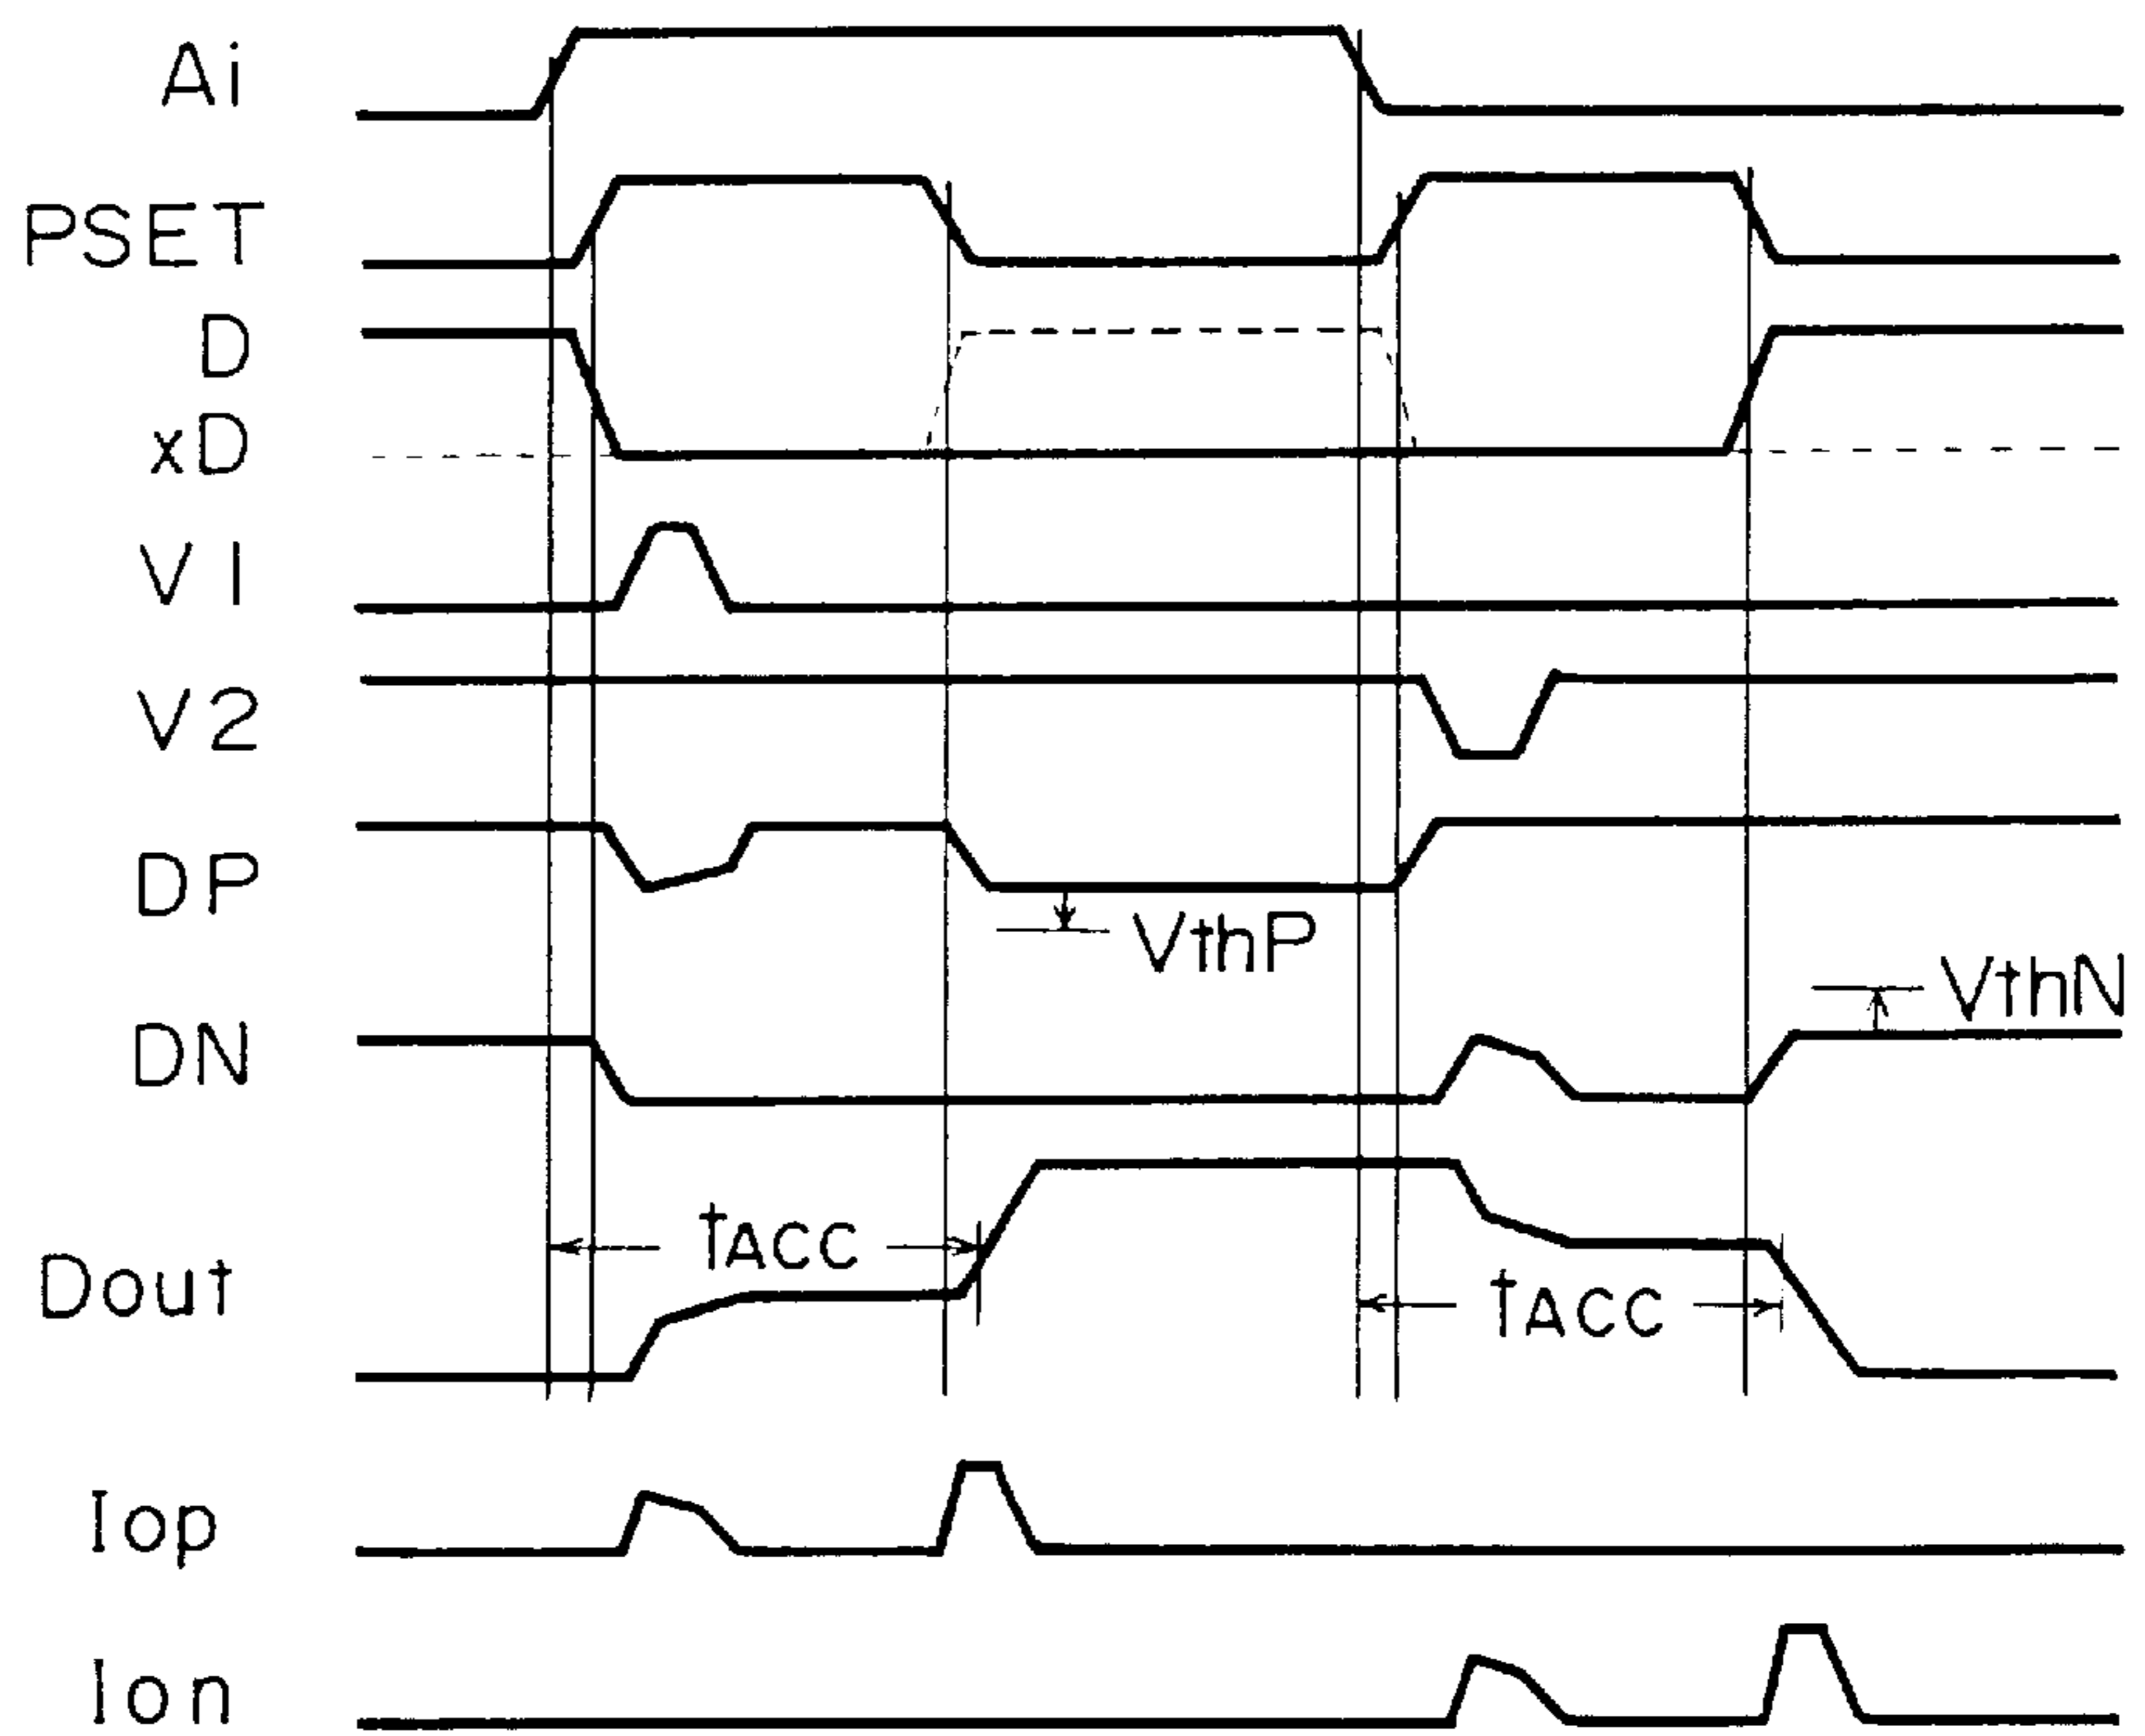 Ai
PSET
D
xD
V1
V2
DP
VthP
VthN
DN
tACC
Dout
tACC
Iop
Ion